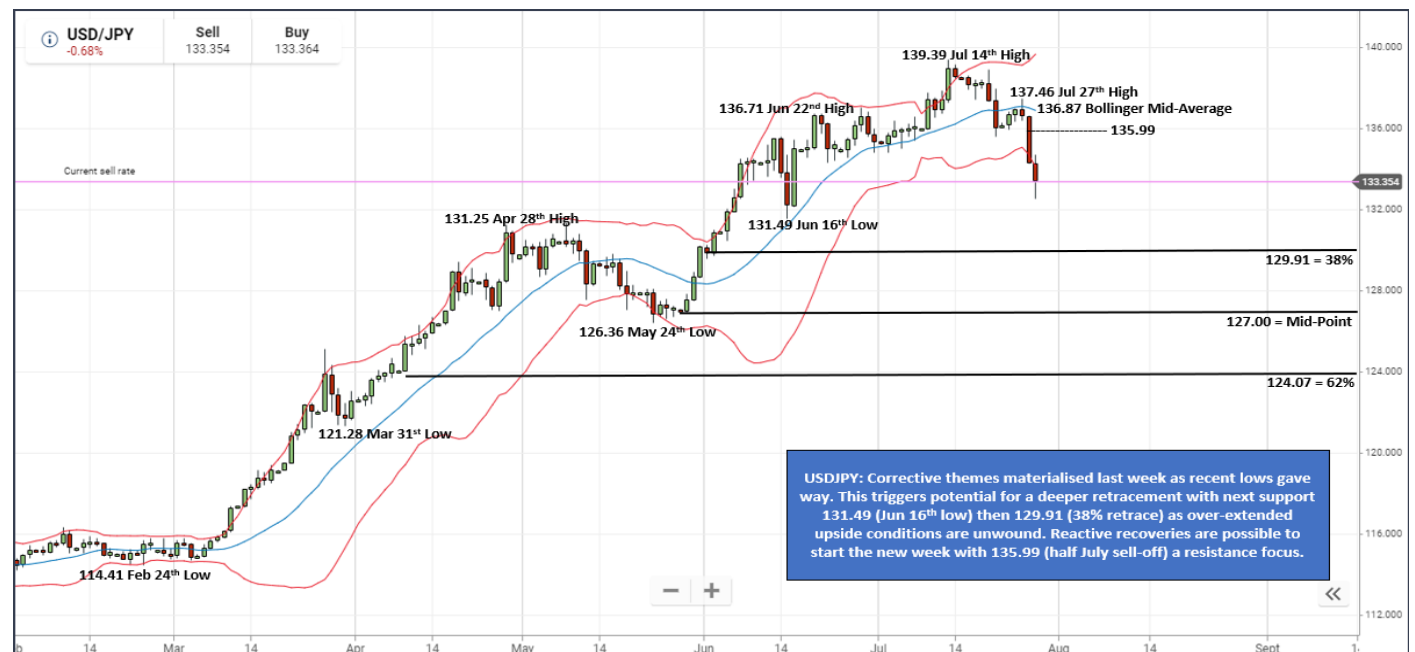 USD/JPY
-0.68%
Sell
133.354
Buy
133.364
139.39 Jul 14th High
137.46 Jul 27th High
136.87 Bollinger Mid-Average
136.71 Jun 22nd High
135.99
Current sell rate
131.25 Apr 28th High
131.49 Jun 16th Low
129.91 = 38%
126.36 May 24th Low
127.00 = Mid-Point
124.07 = 62%
121.28 Mar 31st Low
114.41 Feb 24th Low
USDJPY: Corrective themes materialised last week as recent lows gave
way. This triggers potential for a deeper retracement with next support
131.49 (Jun 16th low) then 129.91 (38% retrace) as over-extended
upside conditions are unwound. Reactive recoveries are possible to
start the new week with 135.99 (half July sell-off) a resistance focus.
140.000
136.000
133.354
132.000
128.000
124.000
120.000
116.000
112.000
14 Mar 14 Apr 14 May 14 Jun 14 Jul 14 Aug 14 Sept